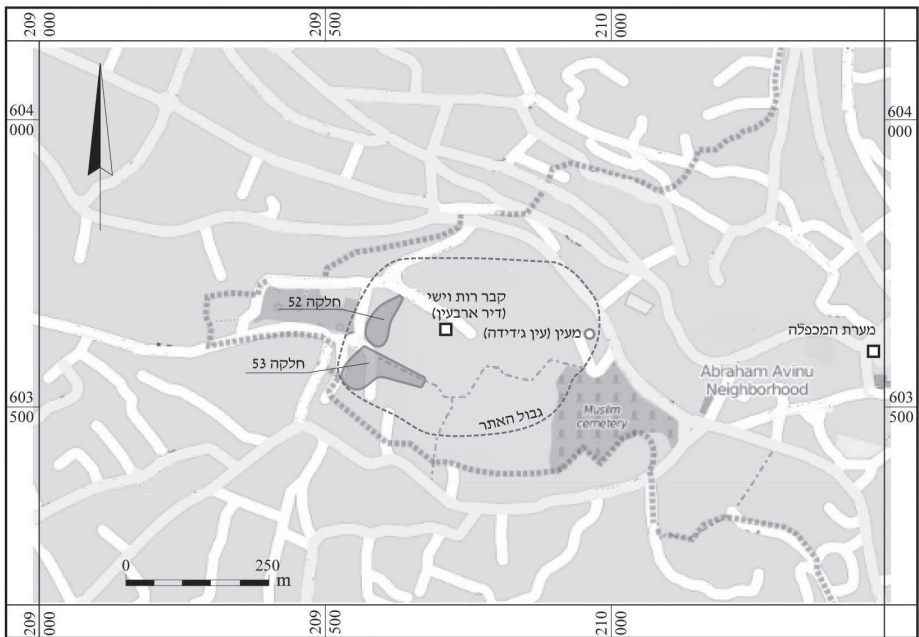 209
000
209
500
210
000
604
000
604
000
קבר רות וישי
(דיר ארבעין)
חלקה 52
מעין (עין ג'דידה)
מערת המכפלה
חלקה 53
Abraham Avinu
Neighborhood
603
500
603
500
גבול האתר
Muslim
cemetery
0
250
m
209
000
209
500
210
000